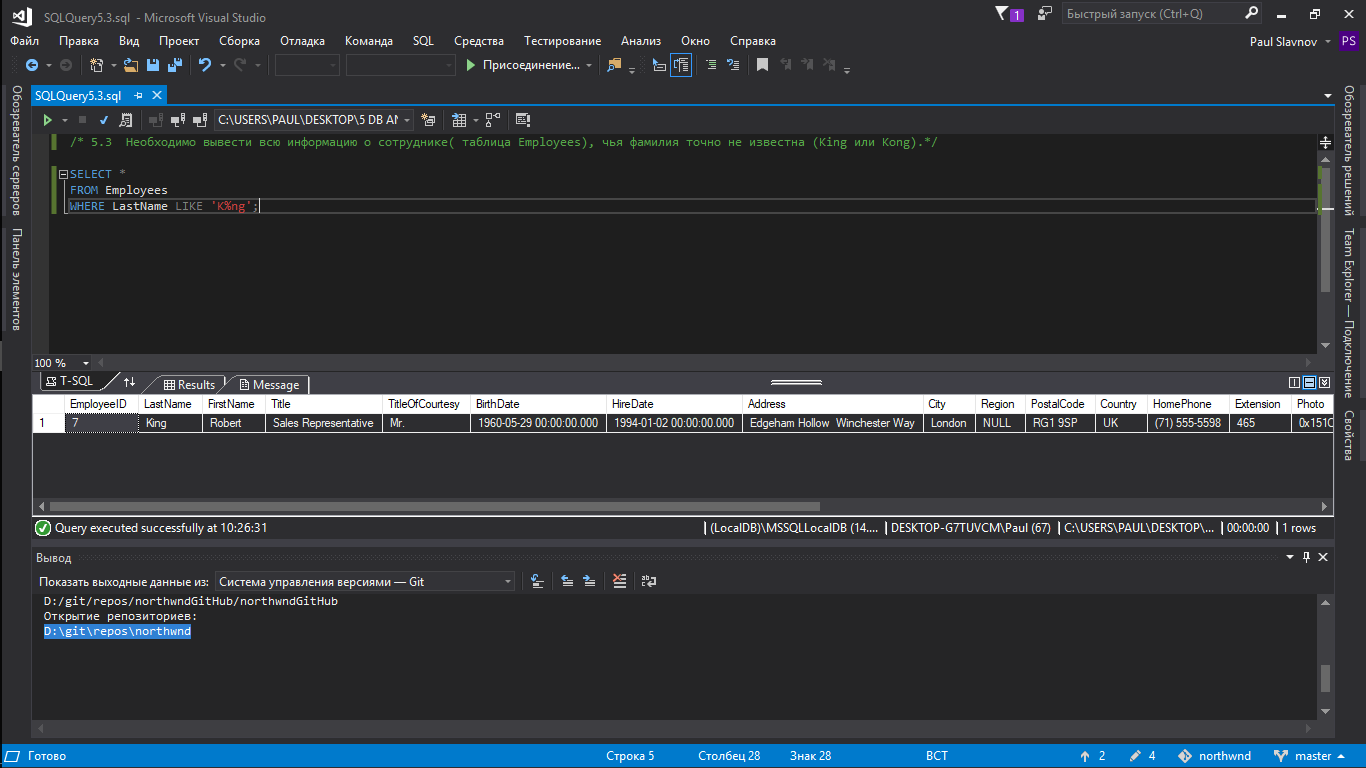 SQLQuery5.3.sql - Microsoft Visual Studio
1
Быстрый запуск (Ctrl+Q)
Файл Правка Вид Проект Сборка Отладка Команда SQL Средства Тестирование Анализ Окно Справка
Paul Slavnov PS
Присоединение...
SQLQuery5.3.sql
C:\USERS\PAUL\DESKTOP\5 DB AN
/* 5.3 Необходимо вывести всю информацию о сотруднике( таблица Employees), чья фамилия точно не известна (King или Kong).*/
SELECT *
FROM Employees
WHERE LastName LIKE 'K%ng';
Обозреватель серверов
Панель элементов
Обозреватель решений
Team Explorer — Подключение
Свойства
100 %
T-SQL Results Message
EmployeeID LastName FirstName Title TitleOfCourtesy BirthDate HireDate Address City Region PostalCode Country HomePhone Extension Photo
1 7 King Robert Sales Representative Mr. 1960-05-29 00:00:00.000 1994-01-02 00:00:00.000 Edgeham Hollow Winchester Way London NULL RG1 9SP UK (71) 555-5598 465 0x151C
Query executed successfully at 10:26:31
(LocalDB)\MSSQLLocalDB (14.... DESKTOP-G7TUVCM\Paul (67) C:\USERS\PAUL\DESKTOP\... 00:00:00 1 rows
Вывод
Показать выходные данные из: Система управления версиями — Git
D:/git/repos/northwndGitHub/northwndGitHub
Открытие репозиториев:
D:\git\repos\northwnd
Готово Строка 5 Столбец 28 Знак 28 ВСТ 2 4 northwnd master